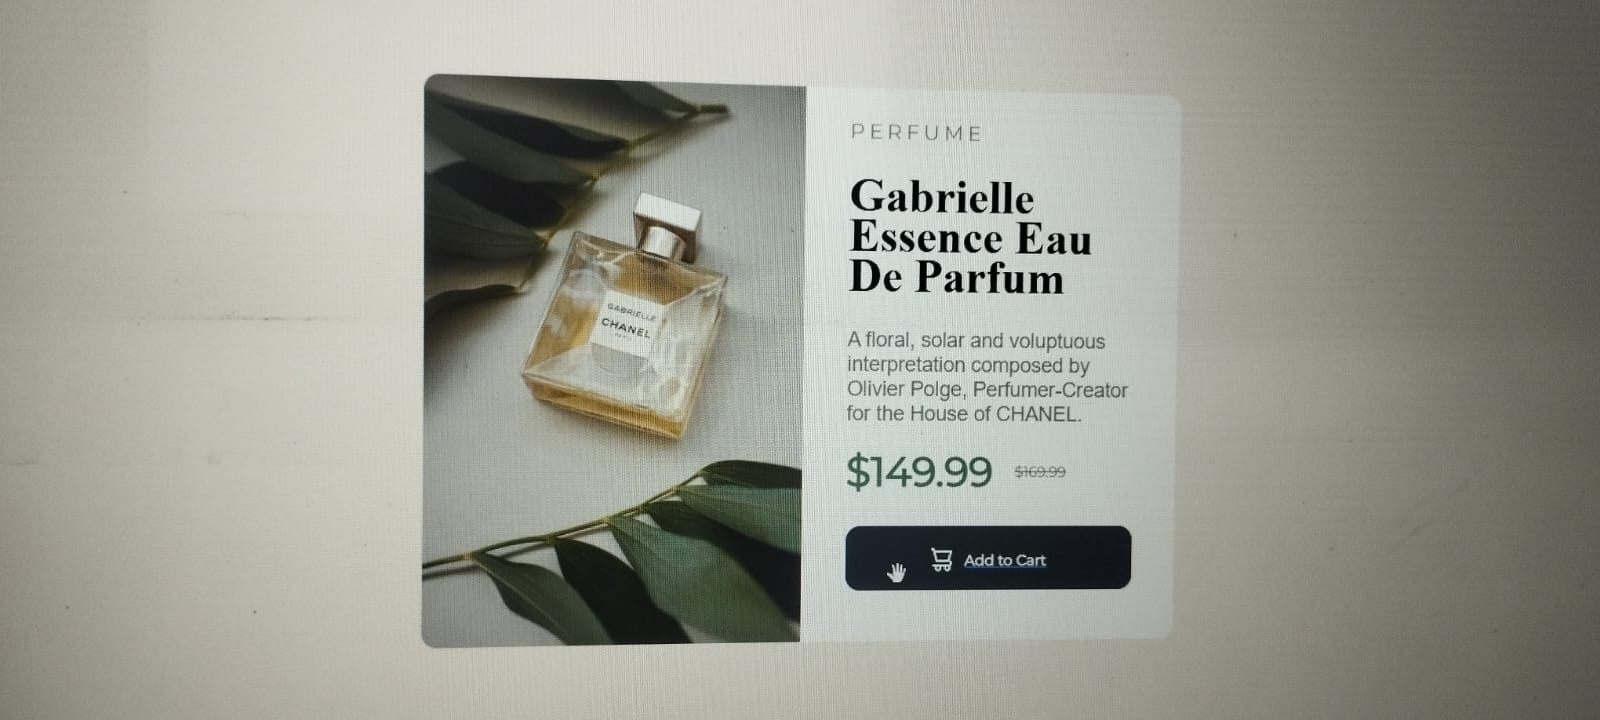 PERFUME
Gabrielle
Essence Eau
De Parfum
A floral, solar and voluptuous
interpretation composed by
Olivier Polge, Perfumer-Creator
for the House of CHANEL.
$149.99 $169.99
Add to Cart
GABRIELLE
CHANEL